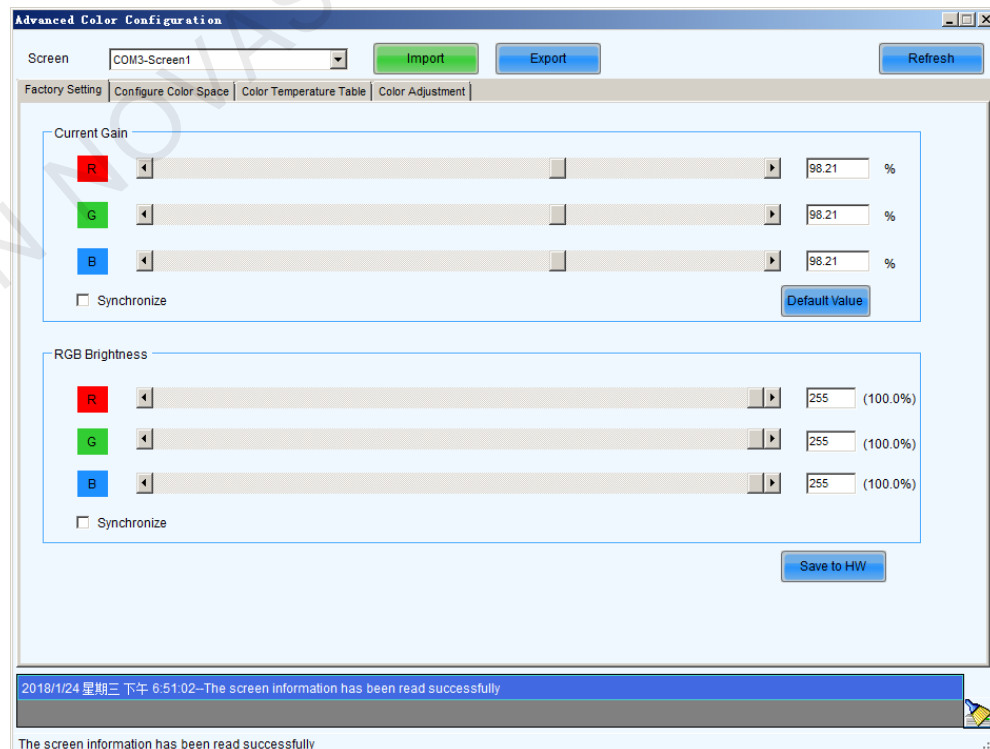 Advanced Color Configuration
Screen COM3-Screen1 Import Export Refresh
Factory Setting Configure Color Space Color Temperature Table Color Adjustment
Current Gain
R 98.21 %
G 98.21 %
B 98.21 %
Synchronize Default Value
RGB Brightness
R 255 (100.0%)
G 255 (100.0%)
B 255 (100.0%)
Synchronize
Save to HW
2018/1/24 星期三 下午 6:51:02--The screen information has been read successfully
The screen information has been read successfully
N NOVAS